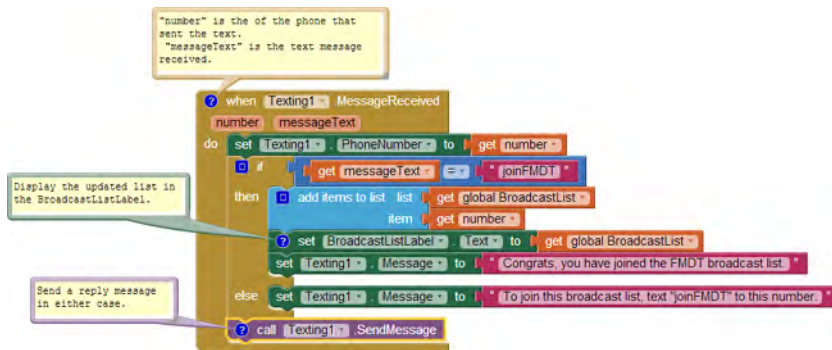 "number" is the of the phone that
sent the text.
"messageText" is the text message
received.
? when Texting1 .MessageReceived
number messageText
do set Texting1 . PhoneNumber to get number
if get messageText = " joinFMDT "
Display the updated list in
the BroadcastListLabel.
then add items to list list get global BroadcastList
item get number
? set BroadcastListLabel . Text to get global BroadcastList
set Texting1 . Message to " Congrats, you have joined the FMDT broadcast list. "
Send a reply message
in either case.
else set Texting1 . Message to " To join this broadcast list, text "joinFMDT" to this number. "
? call Texting1 .SendMessage